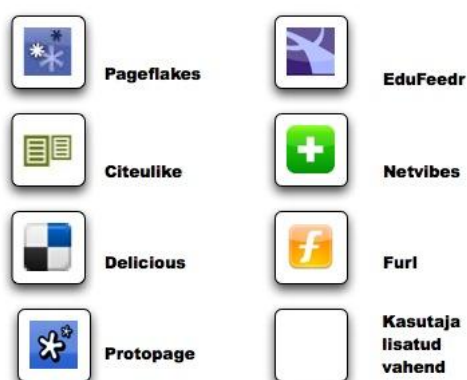 Pageflakes
EduFeedr
Citeulike
Netvibes
Delicious
Furl
Protopage
Kasutaja
lisatud
vahend